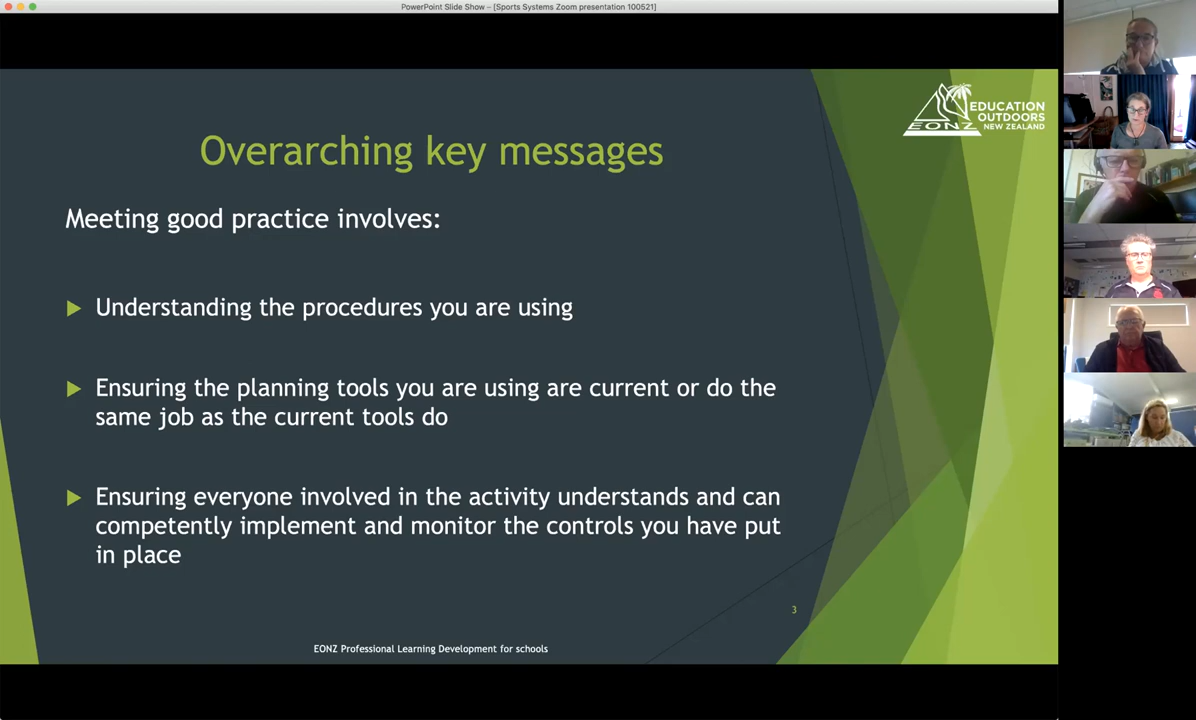 PowerPoint Slide Show – [Sports Systems Zoom presentation 100521]
EDUCATION
OUTDOORS
NEW ZEALAND
EONZ
Overarching key messages
Meeting good practice involves:
Understanding the procedures you are using
Ensuring the planning tools you are using are current or do the
same job as the current tools do
Ensuring everyone involved in the activity understands and can
competently implement and monitor the controls you have put
in place
3
EONZ Professional Learning Development for schools